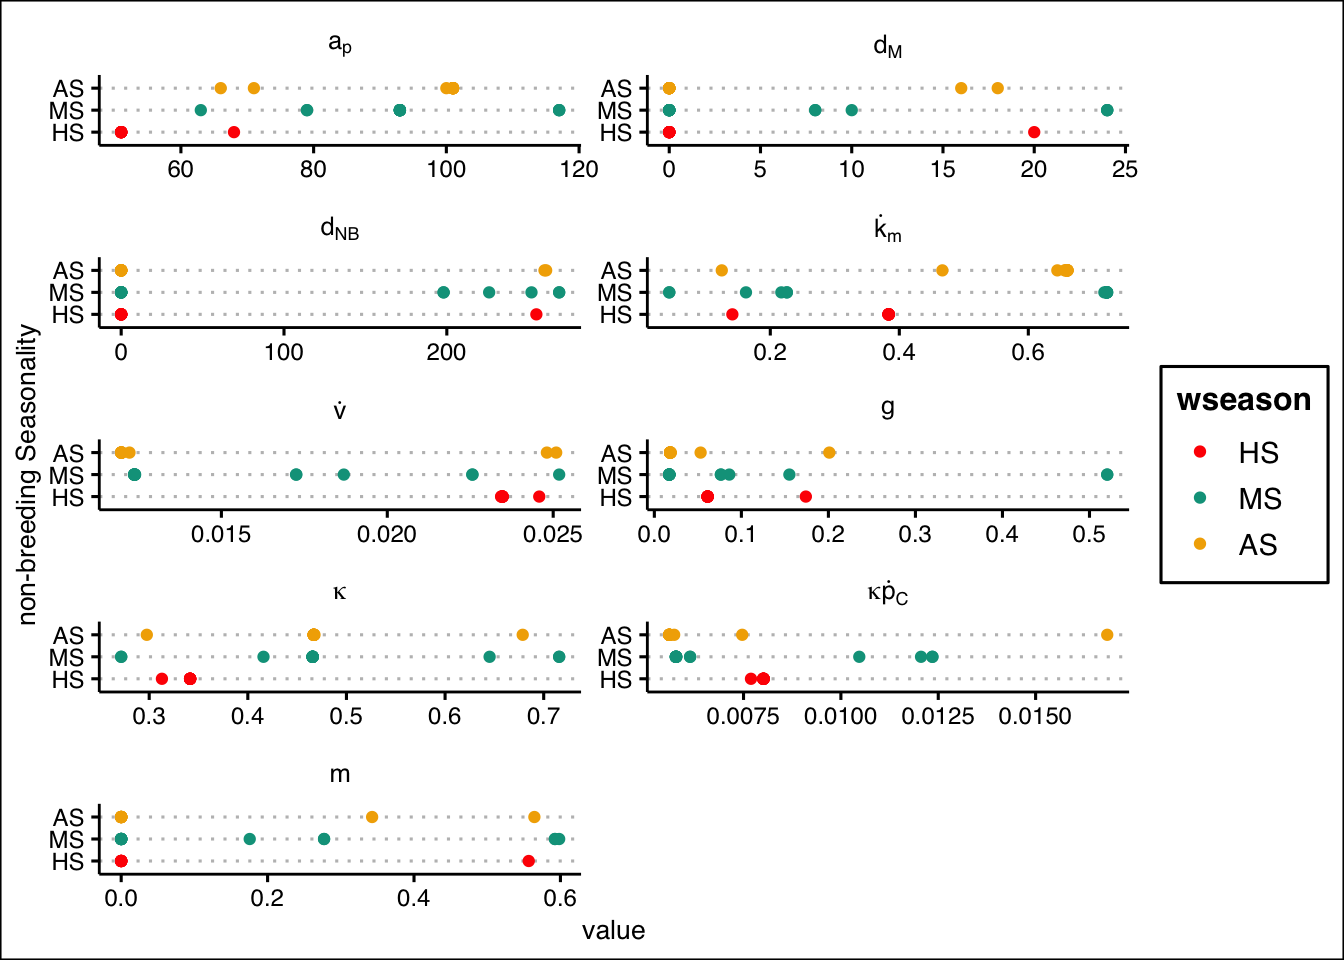 a_p
AS
MS
HS
60 80 100 120
d_M
AS
MS
HS
0 5 10 15 20 25
d_NB
AS
MS
HS
0 100 200
k̇_m
AS
MS
HS
0.2 0.4 0.6
v̇
AS
MS
HS
0.015 0.020 0.025
g
AS
MS
HS
0.0 0.1 0.2 0.3 0.4 0.5
κ
AS
MS
HS
0.3 0.4 0.5 0.6 0.7
κṗ_C
AS
MS
HS
0.0075 0.0100 0.0125 0.0150
m
AS
MS
HS
0.0 0.2 0.4 0.6
value
non-breeding Seasonality
wseason
HS
MS
AS